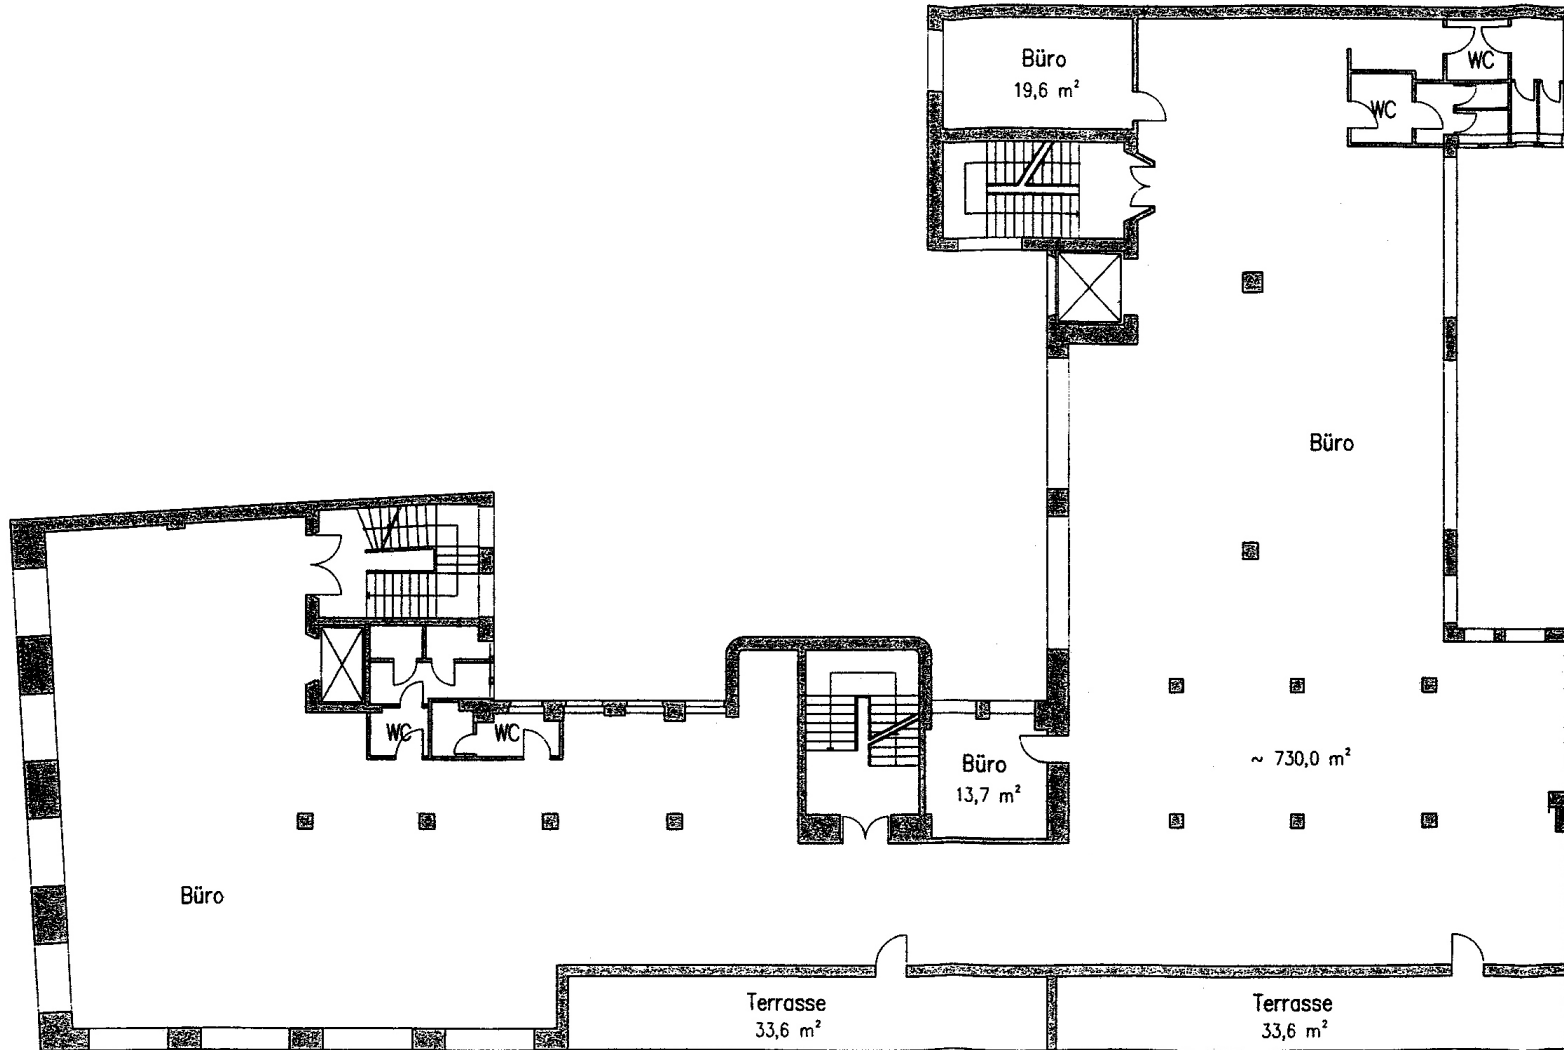 Büro
19,6 m²
WC
WC
Büro
WC
WC
Büro
13,7 m²
~ 730,0 m²
Büro
Terrasse
33,6 m²
Terrasse
33,6 m²